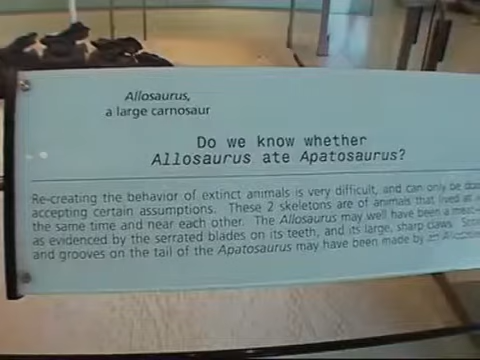 Allosaurus,
a large carnosaur
Do we know whether
Allosaurus ate Apatosaurus?
Re-creating the behavior of extinct animals is very difficult, and can only be
accepting certain assumptions. These 2 skeletons are of animals that lived
the same time and near each other. The Allosaurus may well have been a
as evidenced by the serrated blades on its teeth, and its large, sharp claws.
and grooves on the tail of the Apatosaurus may have been made by an